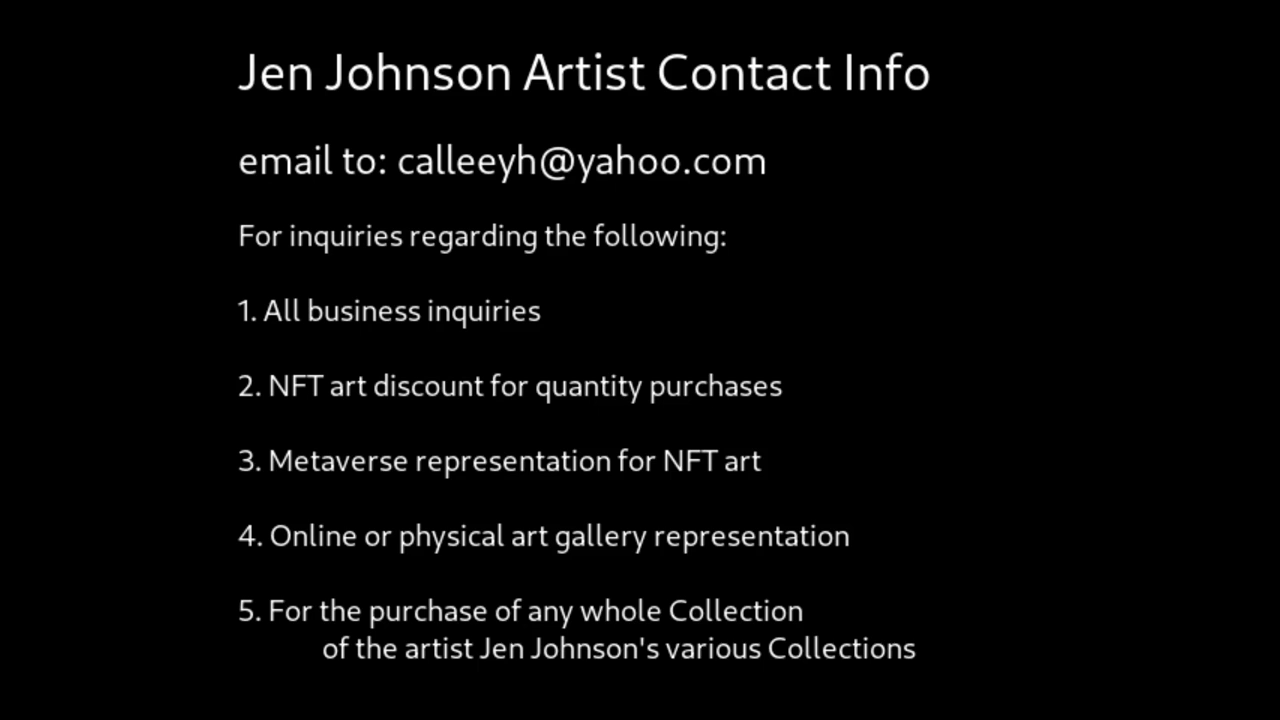 Jen Johnson Artist Contact Info
email to: calleeyh@yahoo.com
For inquiries regarding the following:
1. All business inquiries
2. NFT art discount for quantity purchases
3. Metaverse representation for NFT art
4. Online or physical art gallery representation
5. For the purchase of any whole Collection
of the artist Jen Johnson's various Collections